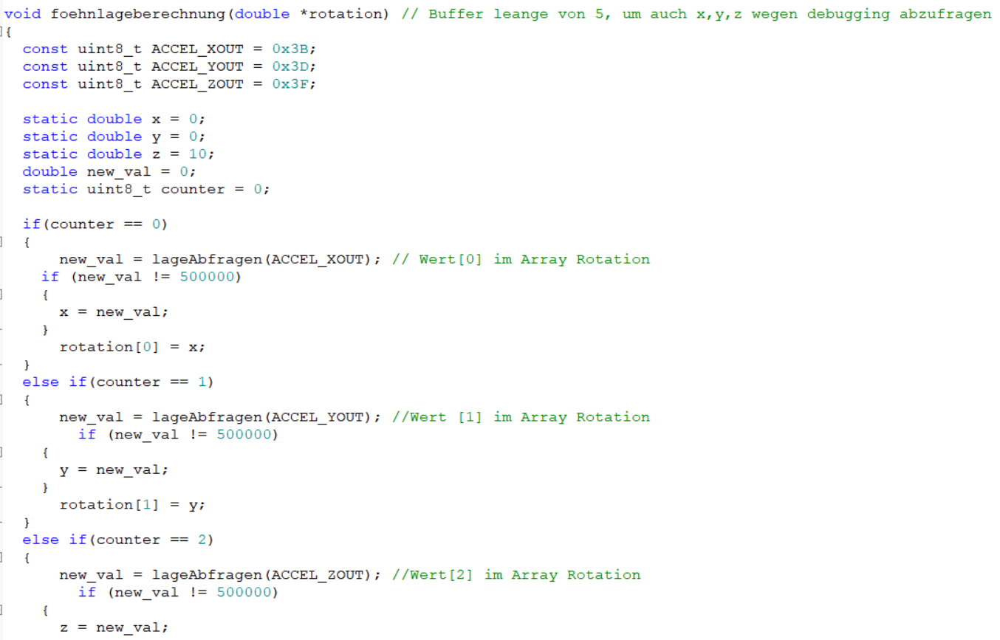 void foehnlageberechnung(double *rotation) // Buffer leange von 5, um auch x,y,z wegen debugging abzufragen
{
  const uint8_t ACCEL_XOUT = 0x3B;
  const uint8_t ACCEL_YOUT = 0x3D;
  const uint8_t ACCEL_ZOUT = 0x3F;

  static double x = 0;
  static double y = 0;
  static double z = 10;
  double new_val = 0;
  static uint8_t counter = 0;

  if(counter == 0)
  {
      new_val = lageAbfragen(ACCEL_XOUT); // Wert[0] im Array Rotation
    if (new_val != 500000)
    {
      x = new_val;
    }
      rotation[0] = x;
  }
  else if(counter == 1)
  {
      new_val = lageAbfragen(ACCEL_YOUT); //Wert [1] im Array Rotation
        if (new_val != 500000)
    {
      y = new_val;
    }
      rotation[1] = y;
  }
  else if(counter == 2)
  {
      new_val = lageAbfragen(ACCEL_ZOUT); //Wert[2] im Array Rotation
        if (new_val != 500000)
    {
      z = new_val;